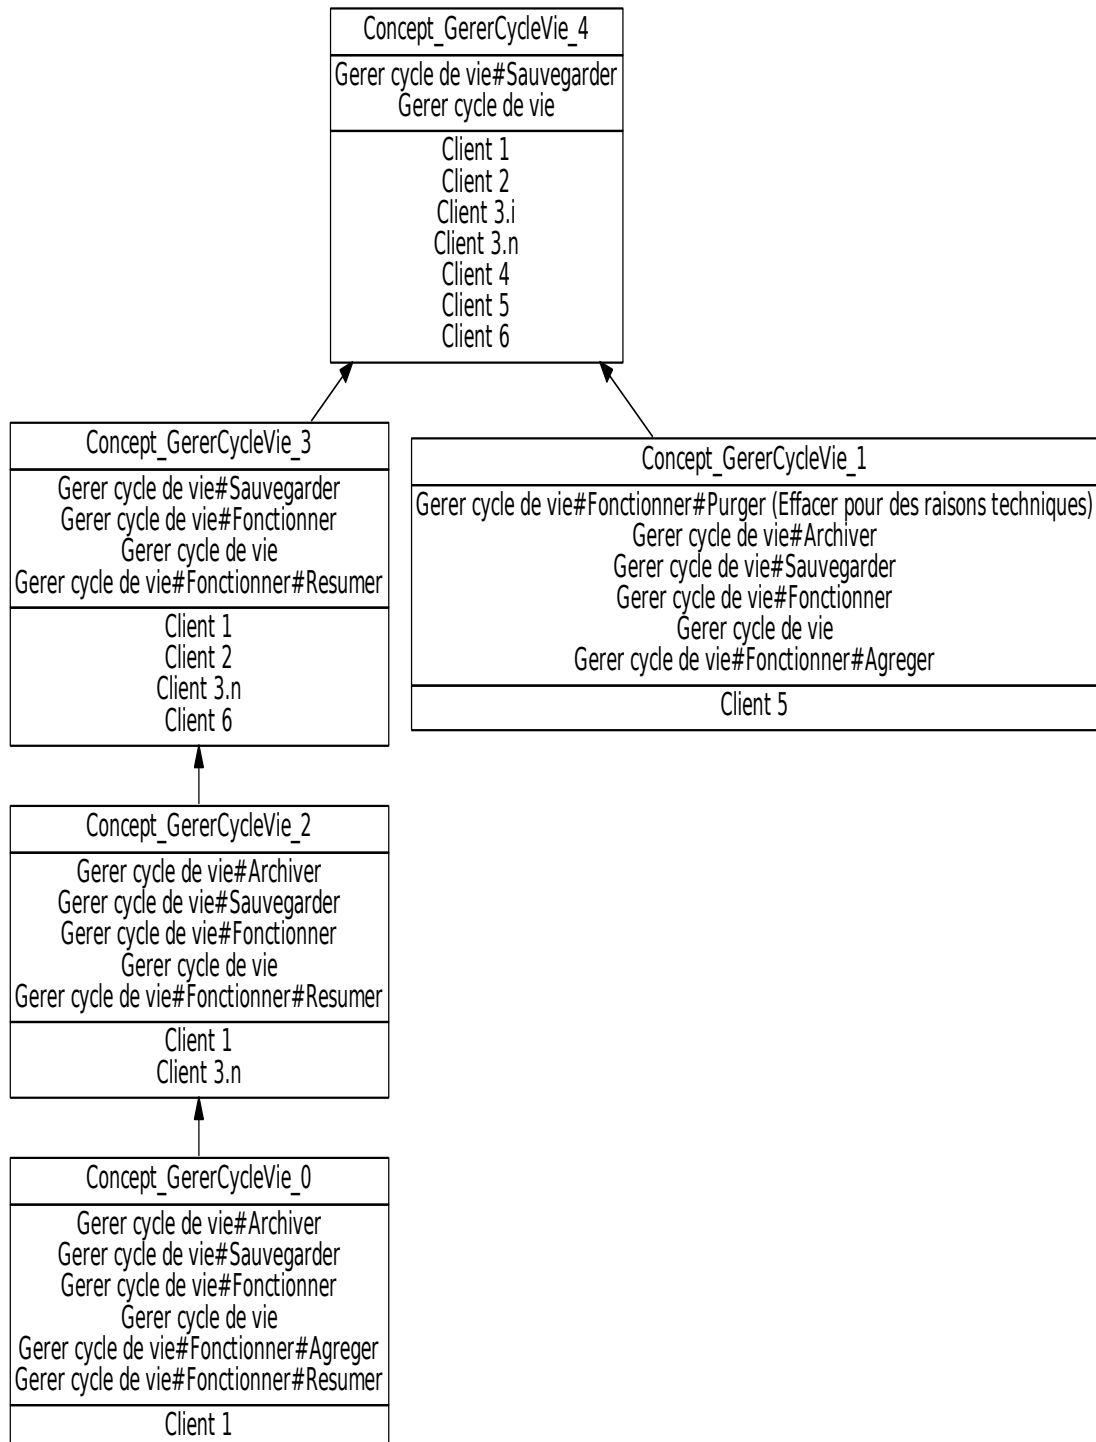 Concept_GererCycleVie_4
Gerer cycle de vie#Sauvegarder
Gerer cycle de vie
Client 1
Client 2
Client 3.i
Client 3.n
Client 4
Client 5
Client 6
Concept_GererCycleVie_3
Gerer cycle de vie#Sauvegarder
Gerer cycle de vie#Fonctionner
Gerer cycle de vie
Gerer cycle de vie#Fonctionner#Resumer
Client 1
Client 2
Client 3.n
Client 6
Concept_GererCycleVie_1
Gerer cycle de vie#Fonctionner#Purger (Effacer pour des raisons techniques)
Gerer cycle de vie#Archiver
Gerer cycle de vie#Sauvegarder
Gerer cycle de vie#Fonctionner
Gerer cycle de vie
Gerer cycle de vie#Fonctionner#Agreger
Client 5
Concept_GererCycleVie_2
Gerer cycle de vie#Archiver
Gerer cycle de vie#Sauvegarder
Gerer cycle de vie#Fonctionner
Gerer cycle de vie
Gerer cycle de vie#Fonctionner#Resumer
Client 1
Client 3.n
Concept_GererCycleVie_0
Gerer cycle de vie#Archiver
Gerer cycle de vie#Sauvegarder
Gerer cycle de vie#Fonctionner
Gerer cycle de vie
Gerer cycle de vie#Fonctionner#Agreger
Gerer cycle de vie#Fonctionner#Resumer
Client 1